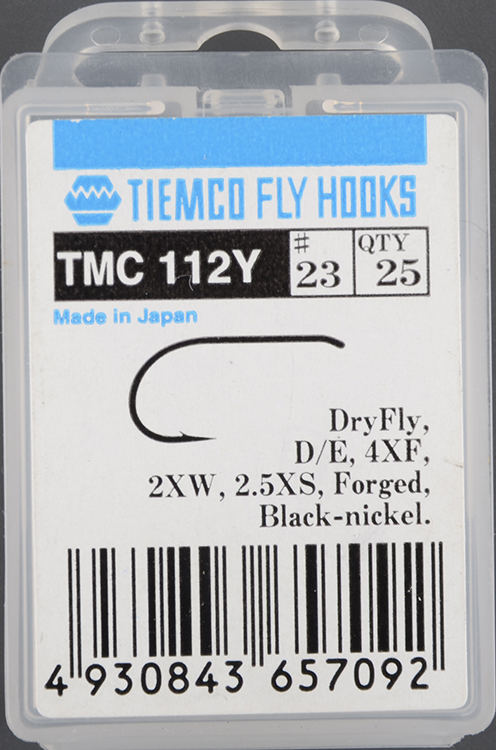 TIEMCO FLY HOOKS
TMC 112Y # 23 QTY 25
Made in Japan
DryFly,
D/E, 4XF,
2XW, 2.5XS, Forged,
Black-nickel.
4 930843 657092